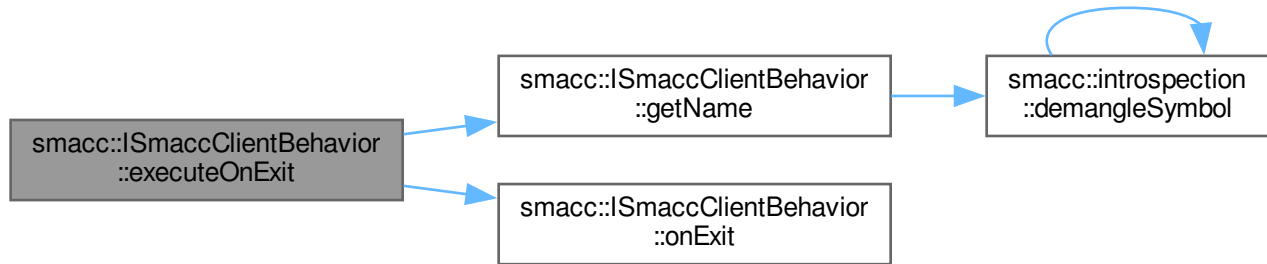 smacc::ISmaccClientBehavior
::executeOnExit
smacc::ISmaccClientBehavior
::getName
smacc::introspection
::demangleSymbol
smacc::ISmaccClientBehavior
::onExit